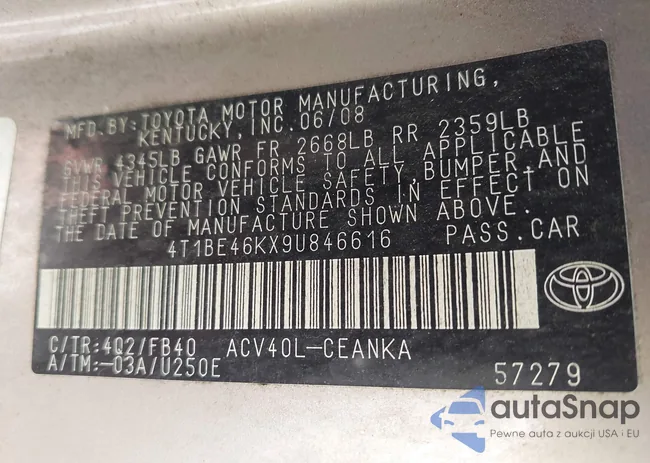 MFD.BY:TOYOTA MOTOR MANUFACTURING,
KENTUCKY, INC.06/08
GVWR 4345LB GAWR FR 2668LB RR 2359LB
THIS VEHICLE CONFORMS TO ALL APPLICABLE
FEDERAL MOTOR VEHICLE SAFETY,BUMPER,AND
THEFT PREVENTION STANDARDS IN EFFECT ON
THE DATE OF MANUFACTURE SHOWN ABOVE.
4T1BE46KX9U846616 PASS.CAR
C/TR:4Q2/FB40 ACV40L-CEANKA
A/TM:-03A/U250E
57279
autaSnap
Pewne auta z aukcji USA i EU